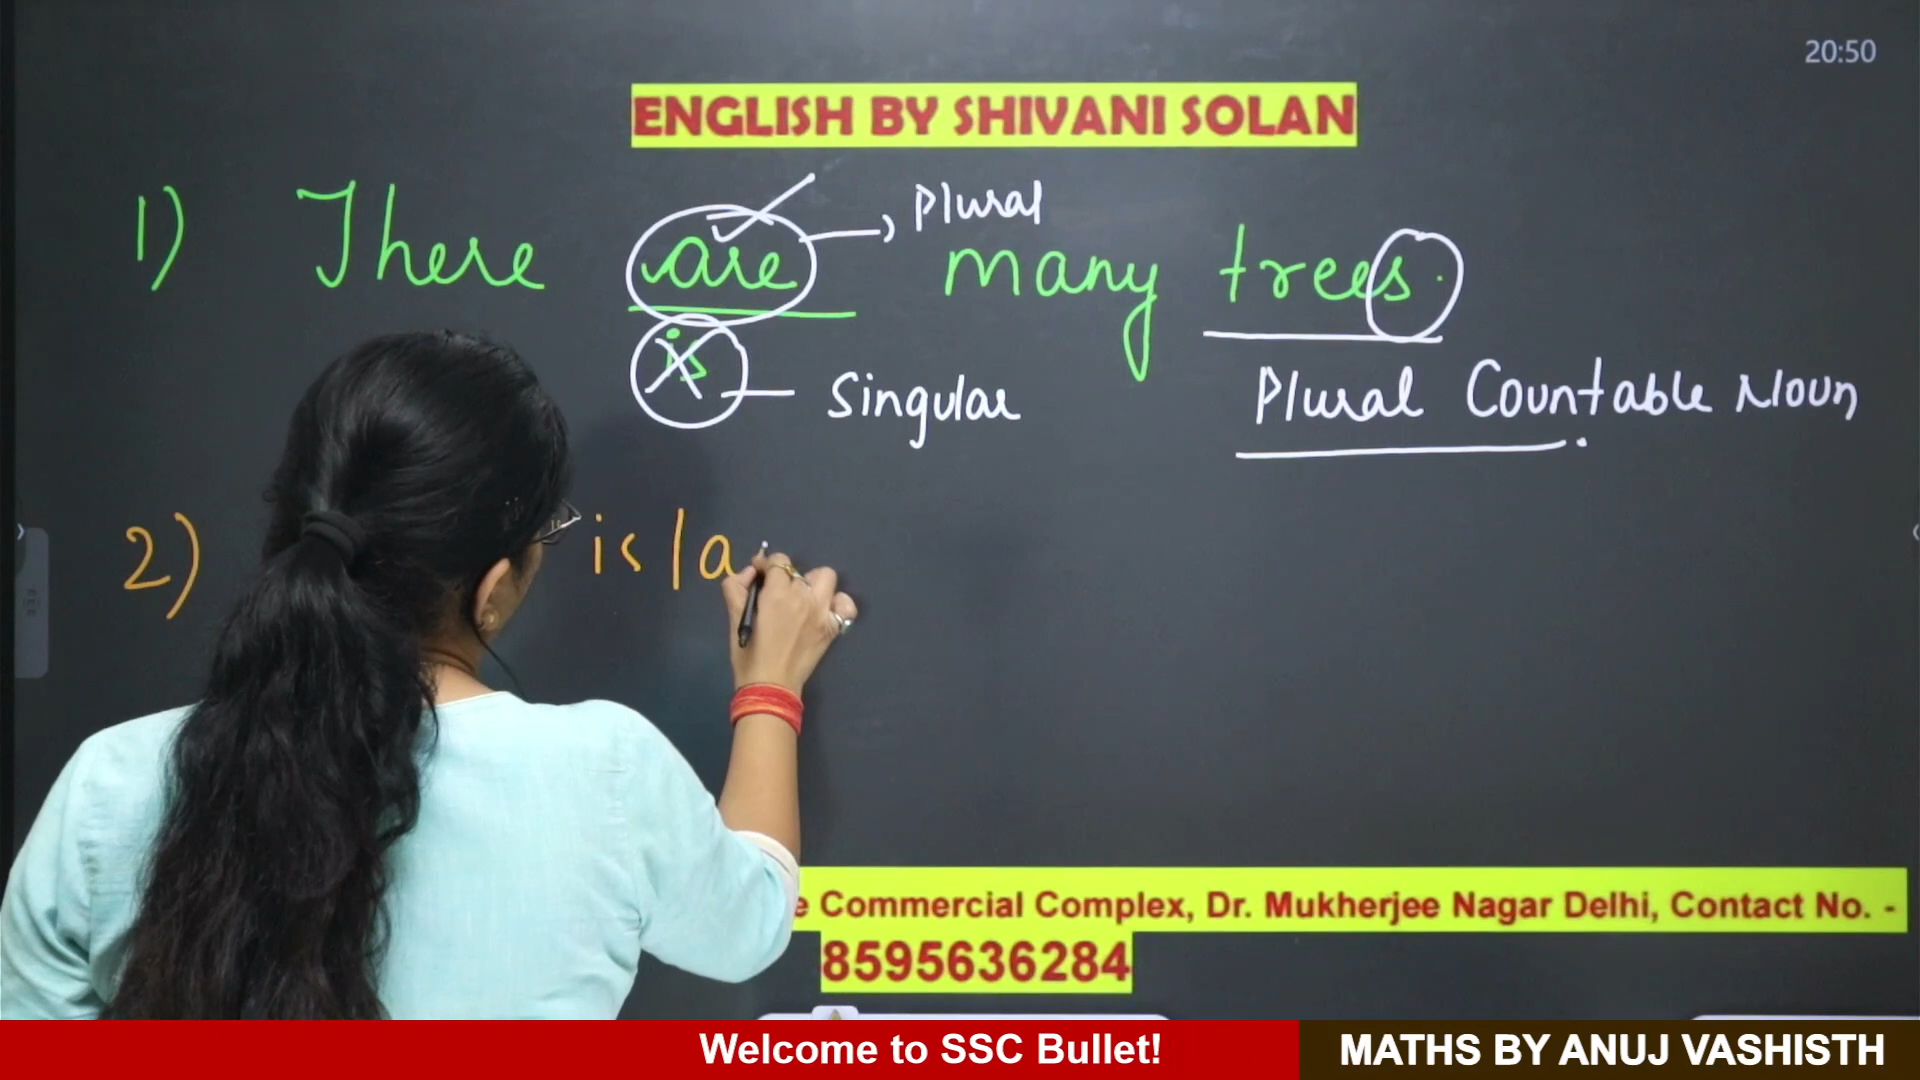 20:50
ENGLISH BY SHIVANI SOLAN
1) There are many trees.
Plural
is
Singular
Plural Countable Noun
2) is/a
e Commercial Complex, Dr. Mukherjee Nagar Delhi, Contact No. -
8595636284
Welcome to SSC Bullet!
MATHS BY ANUJ VASHISTH